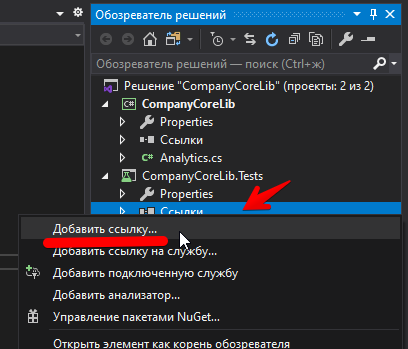 Обозреватель решений
Обозреватель решений — поиск (Ctrl+ж)
Решение "CompanyCoreLib" (проекты: 2 из 2)
CompanyCoreLib
Properties
Ссылки
Analytics.cs
CompanyCoreLib.Tests
Properties
Ссылки
Добавить ссылку...
Добавить ссылку на службу...
Добавить подключенную службу
Добавить анализатор...
Управление пакетами NuGet...
Открыть элемент как корень обозревателя